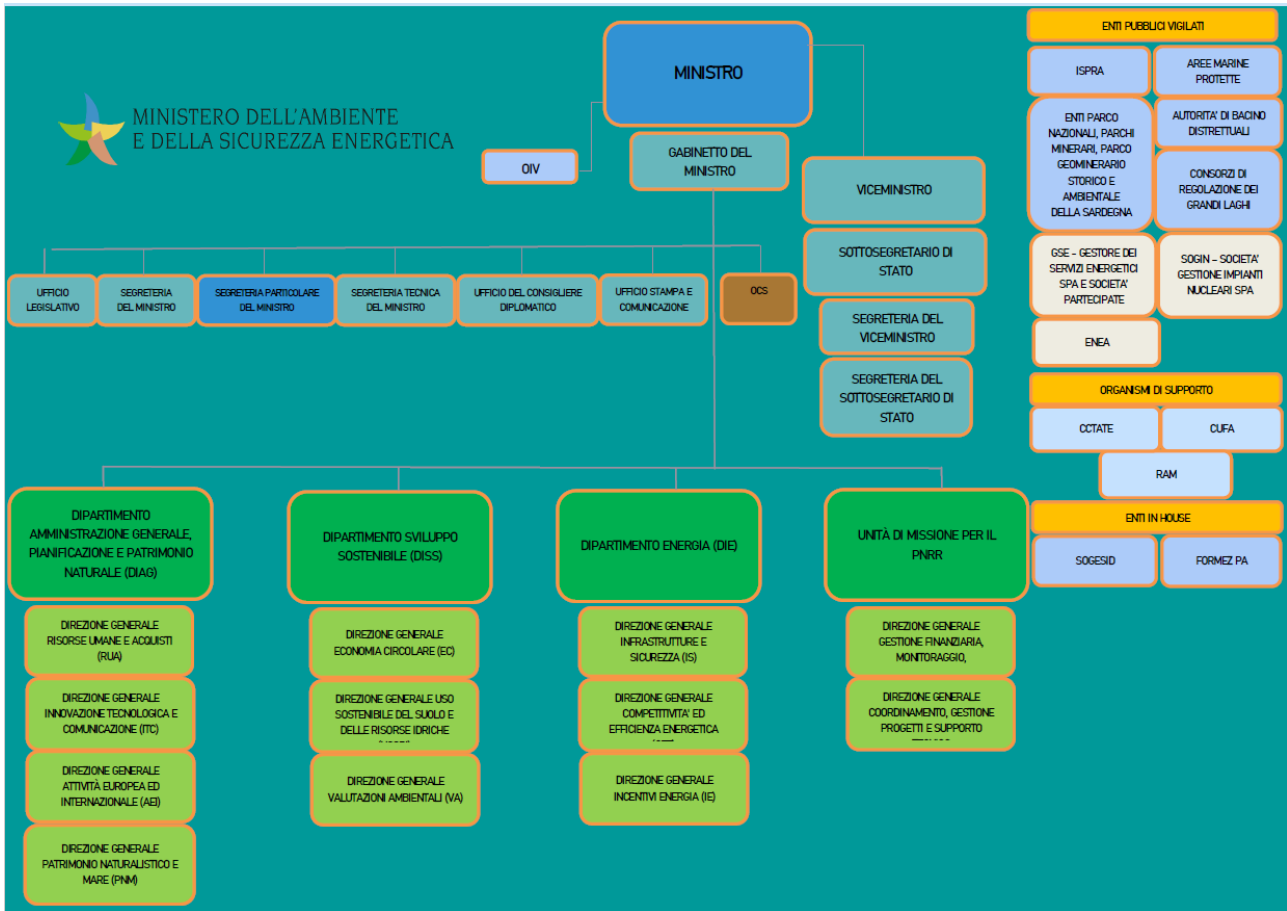 MINISTERO DELL'AMBIENTE
E DELLA SICUREZZA ENERGETICA
MINISTRO
OIV
GABINETTO DEL
MINISTRO
VICEMINISTRO
SOTTOSEGRETARIO DI
STATO
SEGRETERIA DEL
VICEMINISTRO
SEGRETERIA DEL
SOTTOSEGRETARIO DI
STATO
UFFICIO
LEGISLATIVO
SEGRETERIA
DEL MINISTRO
SEGRETERIA PARTICOLARE
DEL MINISTRO
SEGRETERIA TECNICA
DEL MINISTRO
UFFICIO DEL CONSIGLIERE
DIPLOMATICO
UFFICIO STAMPA E
COMUNICAZIONE
OCS
DIPARTIMENTO
AMMINISTRAZIONE GENERALE,
PIANIFICAZIONE E PATRIMONIO
NATURALE (DIAG)
DIREZIONE GENERALE
RISORSE UMANE E ACQUISTI
(RUA)
DIREZIONE GENERALE
INNOVAZIONE TECNOLOGICA E
COMUNICAZIONE (ITC)
DIREZIONE GENERALE
ATTIVITÀ EUROPEA ED
INTERNAZIONALE (AEI)
DIREZIONE GENERALE
PATRIMONIO NATURALISTICO E
MARE (PNM)
DIPARTIMENTO SVILUPPO
SOSTENIBILE (DISS)
DIREZIONE GENERALE
ECONOMIA CIRCOLARE (EC)
DIREZIONE GENERALE USO
SOSTENIBILE DEL SUOLO E
DELLE RISORSE IDRICHE
DIREZIONE GENERALE
VALUTAZIONI AMBIENTALI (VA)
DIPARTIMENTO ENERGIA (DIE)
DIREZIONE GENERALE
INFRASTRUTTURE E
SICUREZZA (IS)
DIREZIONE GENERALE
COMPETITIVITA' ED
EFFICIENZA ENERGETICA
DIREZIONE GENERALE
INCENTIVI ENERGIA (IE)
UNITÀ DI MISSIONE PER IL
PNRR
DIREZIONE GENERALE
GESTIONE FINANZIARIA,
MONITORAGGIO,
DIREZIONE GENERALE
COORDINAMENTO, GESTIONE
PROGETTI E SUPPORTO
ENTI PUBBLICI VIGILATI
ISPRA
AREE MARINE
PROTETTE
ENTI PARCO
NAZIONALI, PARCHI
MINERARI, PARCO
GEOMINERARIO
STORICO E
AMBIENTALE
DELLA SARDEGNA
AUTORITA' DI BACINO
DISTRETTUALI
CONSORZI DI
REGOLAZIONE DEI
GRANDI LAGHI
GSE - GESTORE DEI
SERVIZI ENERGETICI
SPA E SOCIETA'
PARTECIPATE
SOGIN – SOCIETA'
GESTIONE IMPIANTI
NUCLEARI SPA
ENEA
ORGANISMI DI SUPPORTO
CCTATE
CUFA
RAM
ENTI IN HOUSE
SOGESID
FORMEZ PA